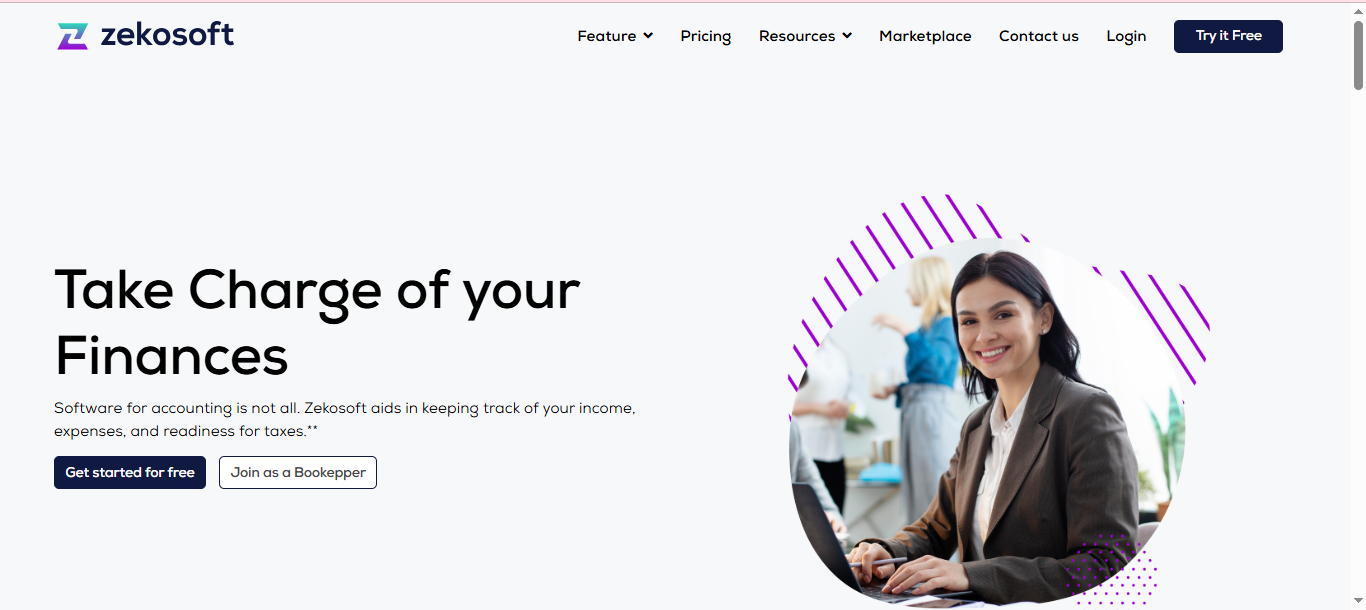 zekosoft
Feature
Pricing
Resources
Marketplace
Contact us
Login
Try it Free
Take Charge of your
Finances
Software for accounting is not all. Zekosoft aids in keeping track of your income,
expenses, and readiness for taxes.**
Get started for free
Join as a Bookepper